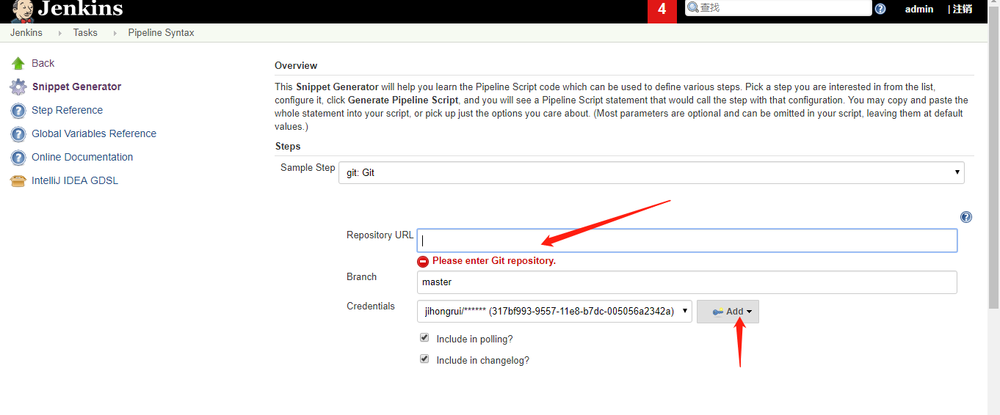 Jenkins
4
查找
admin
| 注销
Jenkins
Tasks
Pipeline Syntax
Back
Snippet Generator
Step Reference
Global Variables Reference
Online Documentation
IntelliJ IDEA GDSL
Overview
This Snippet Generator will help you learn the Pipeline Script code which can be used to define various steps. Pick a step you are interested in from the list,
configure it, click Generate Pipeline Script, and you will see a Pipeline Script statement that would call the step with that configuration. You may copy and paste the
whole statement into your script, or pick up just the options you care about. (Most parameters are optional and can be omitted in your script, leaving them at default
values.)
Steps
Sample Step
git: Git
Repository URL
Please enter Git repository.
Branch
master
Credentials
jihongrui/****** (317bf993-9557-11e8-b7dc-005056a2342a)
Add
Include in polling?
Include in changelog?